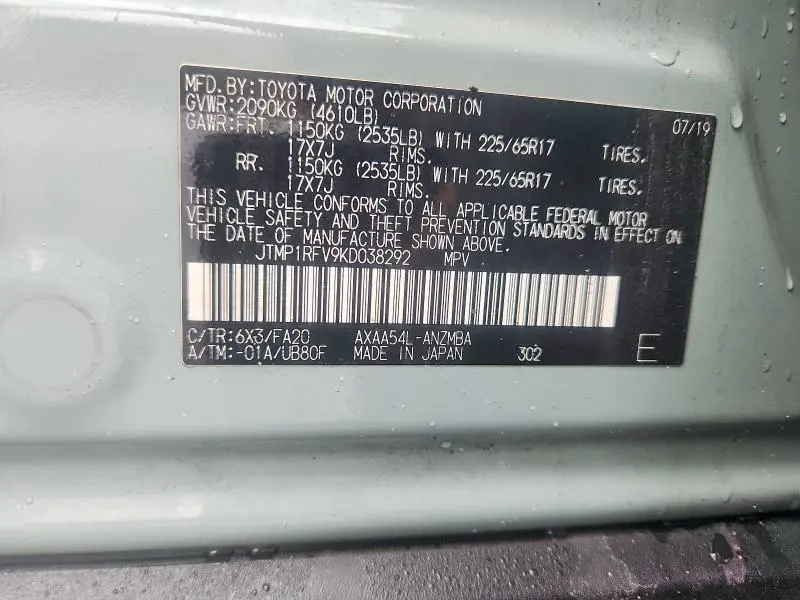 MFD.BY:TOYOTA MOTOR CORPORATION 07/19
GVWR:2090KG (4610LB)
GAWR:FRT. 1150KG (2535LB) WITH 225/65R17 TIRES.
17X7J RIMS.
RR. 1150KG (2535LB) WITH 225/65R17 TIRES.
17X7J RIMS.
THIS VEHICLE CONFORMS TO ALL APPLICABLE FEDERAL MOTOR
VEHICLE SAFETY AND THEFT PREVENTION STANDARDS IN EFFECT ON
THE DATE OF MANUFACTURE SHOWN ABOVE.
JTMP1RFV9KD038292 MPV
C/TR:6X3/FA20 AXAA54L-ANZMBA
A/TM:-01A/UB80F MADE IN JAPAN 302 E